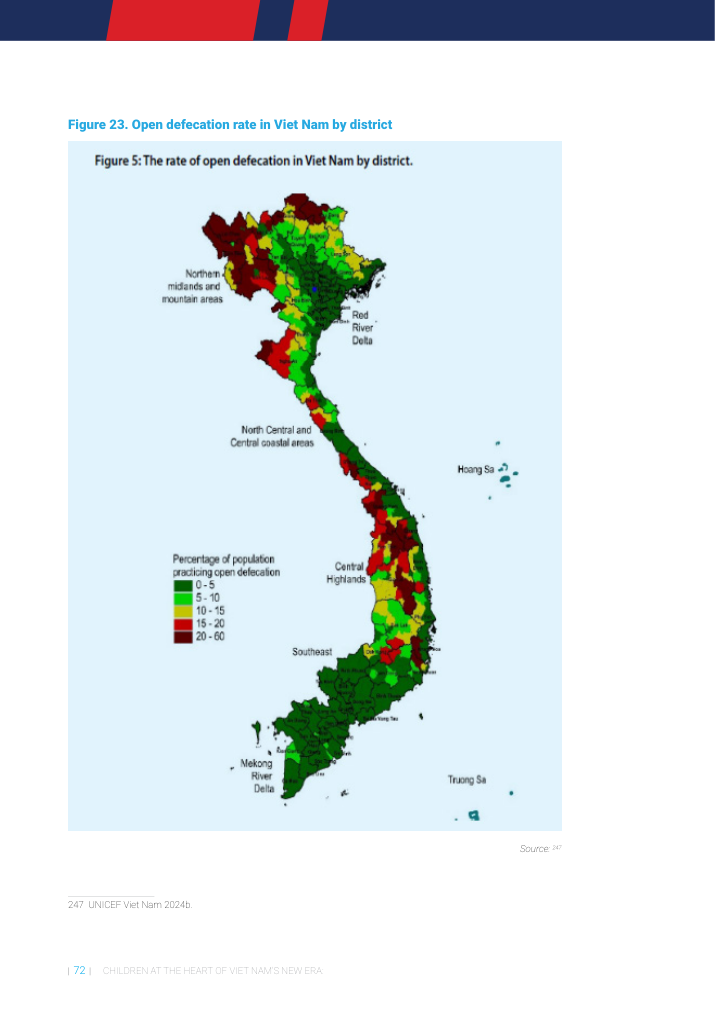 Figure 23. Open defecation rate in Viet Nam by district
Figure 5: The rate of open defecation in Viet Nam by district.
Northern
midlands and
mountain areas
Red
River
Delta
North Central and
Central coastal areas
Hoang Sa
Percentage of population
practicing open defecation
0 - 5
5 - 10
10 - 15
15 - 20
20 - 60
Central
Highlands
Southeast
Mekong
River
Delta
Truong Sa
Source: 247
247 UNICEF Viet Nam 2024b.
| 72 | CHILDREN AT THE HEART OF VIET NAM'S NEW ERA